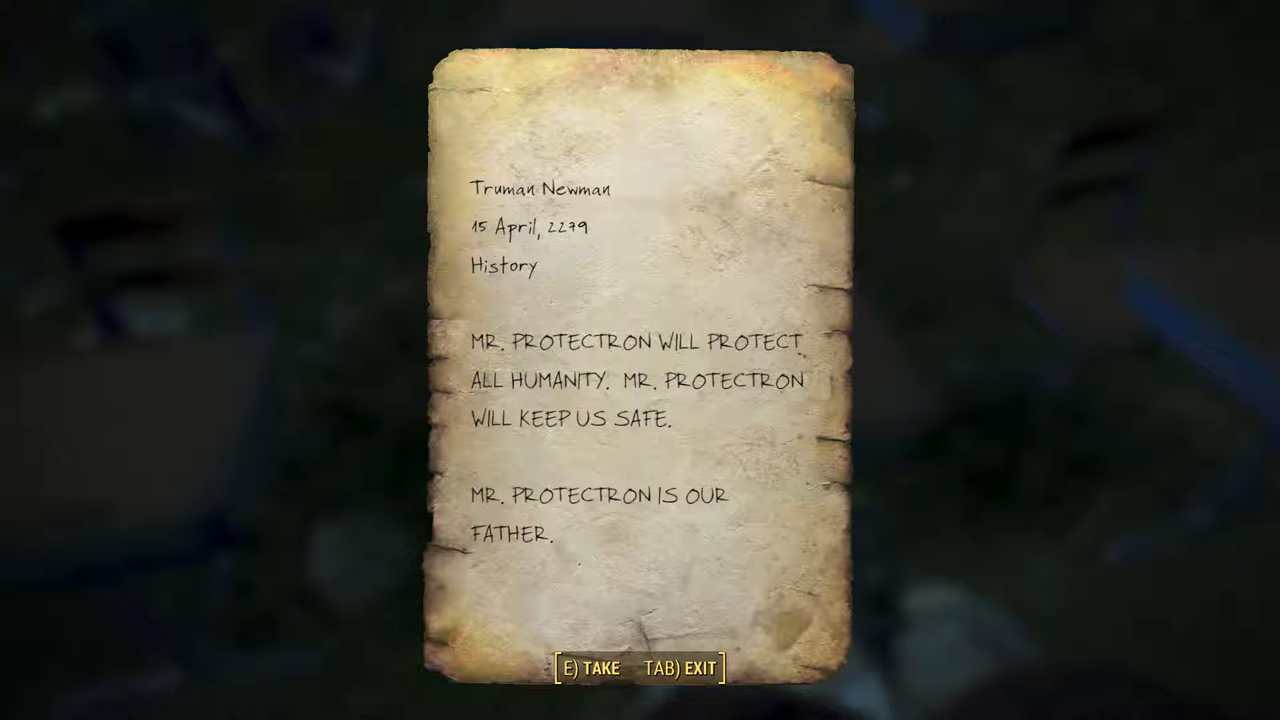 Truman Newman
15 April, 2279
History
MR. PROTECTRON WILL PROTECT
ALL HUMANITY. MR. PROTECTRON
WILL KEEP US SAFE.
MR. PROTECTRON IS OUR
FATHER.
E) TAKE TAB) EXIT